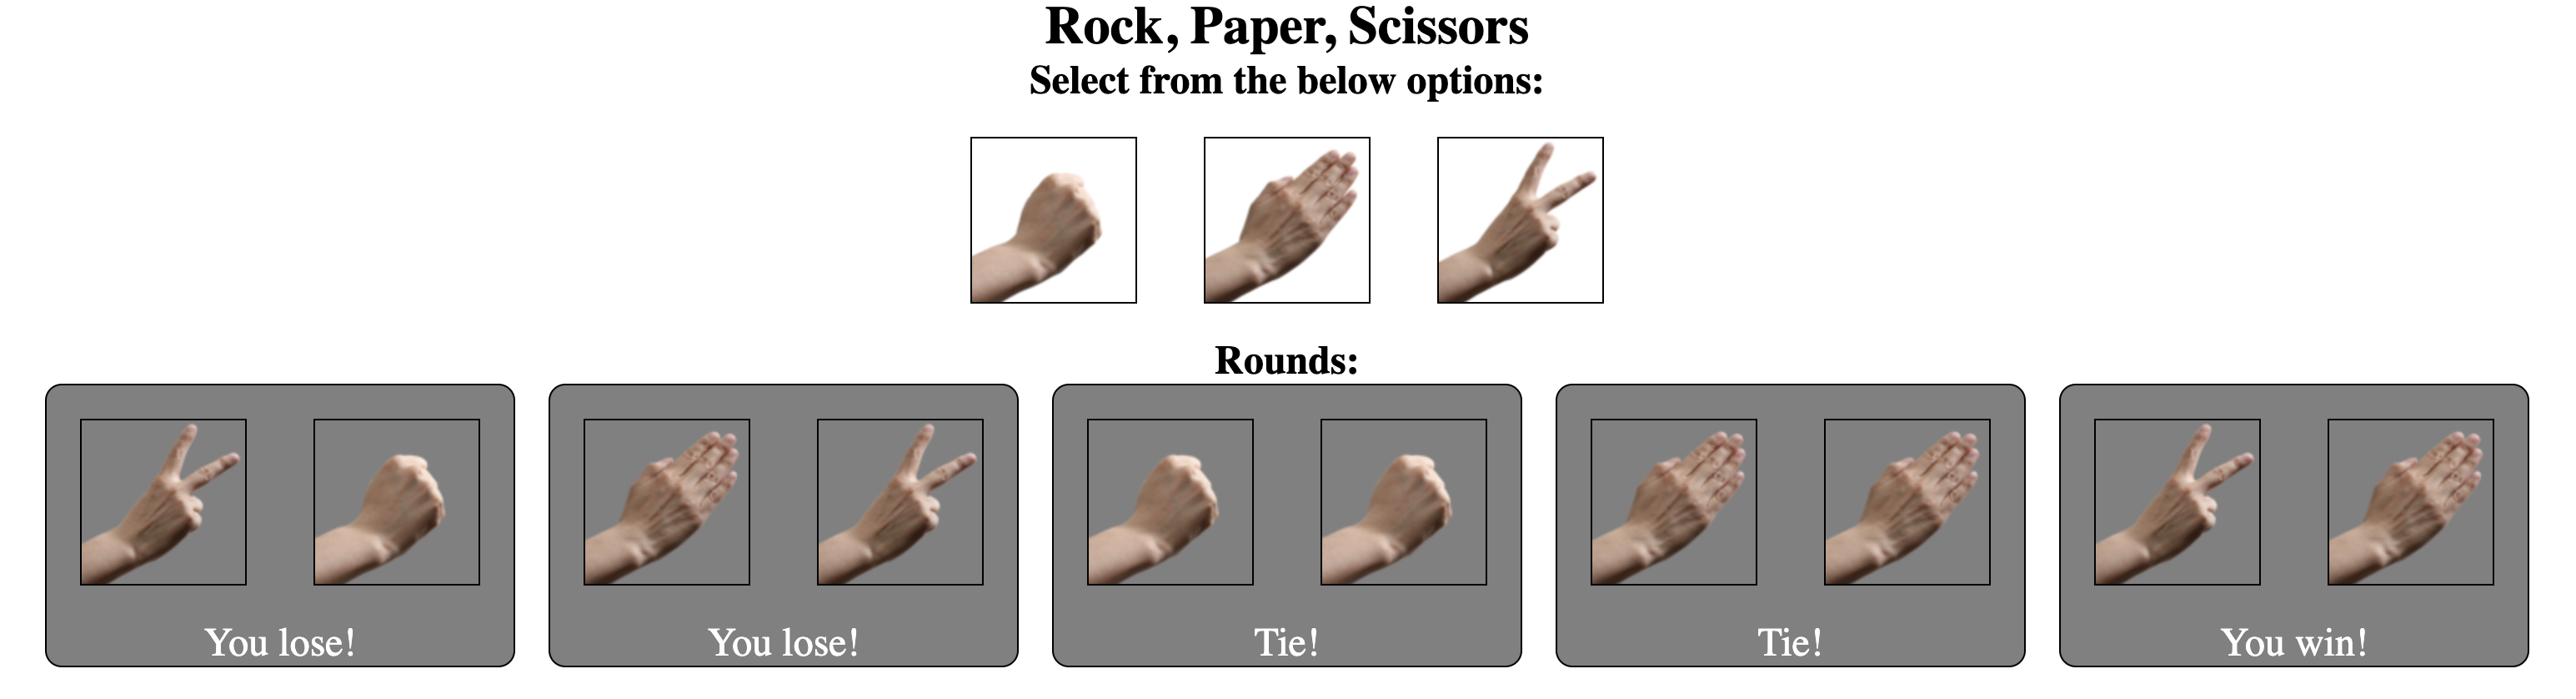 Rock, Paper, Scissors
Select from the below options:
Rounds:
You lose!
You lose!
Tie!
Tie!
You win!